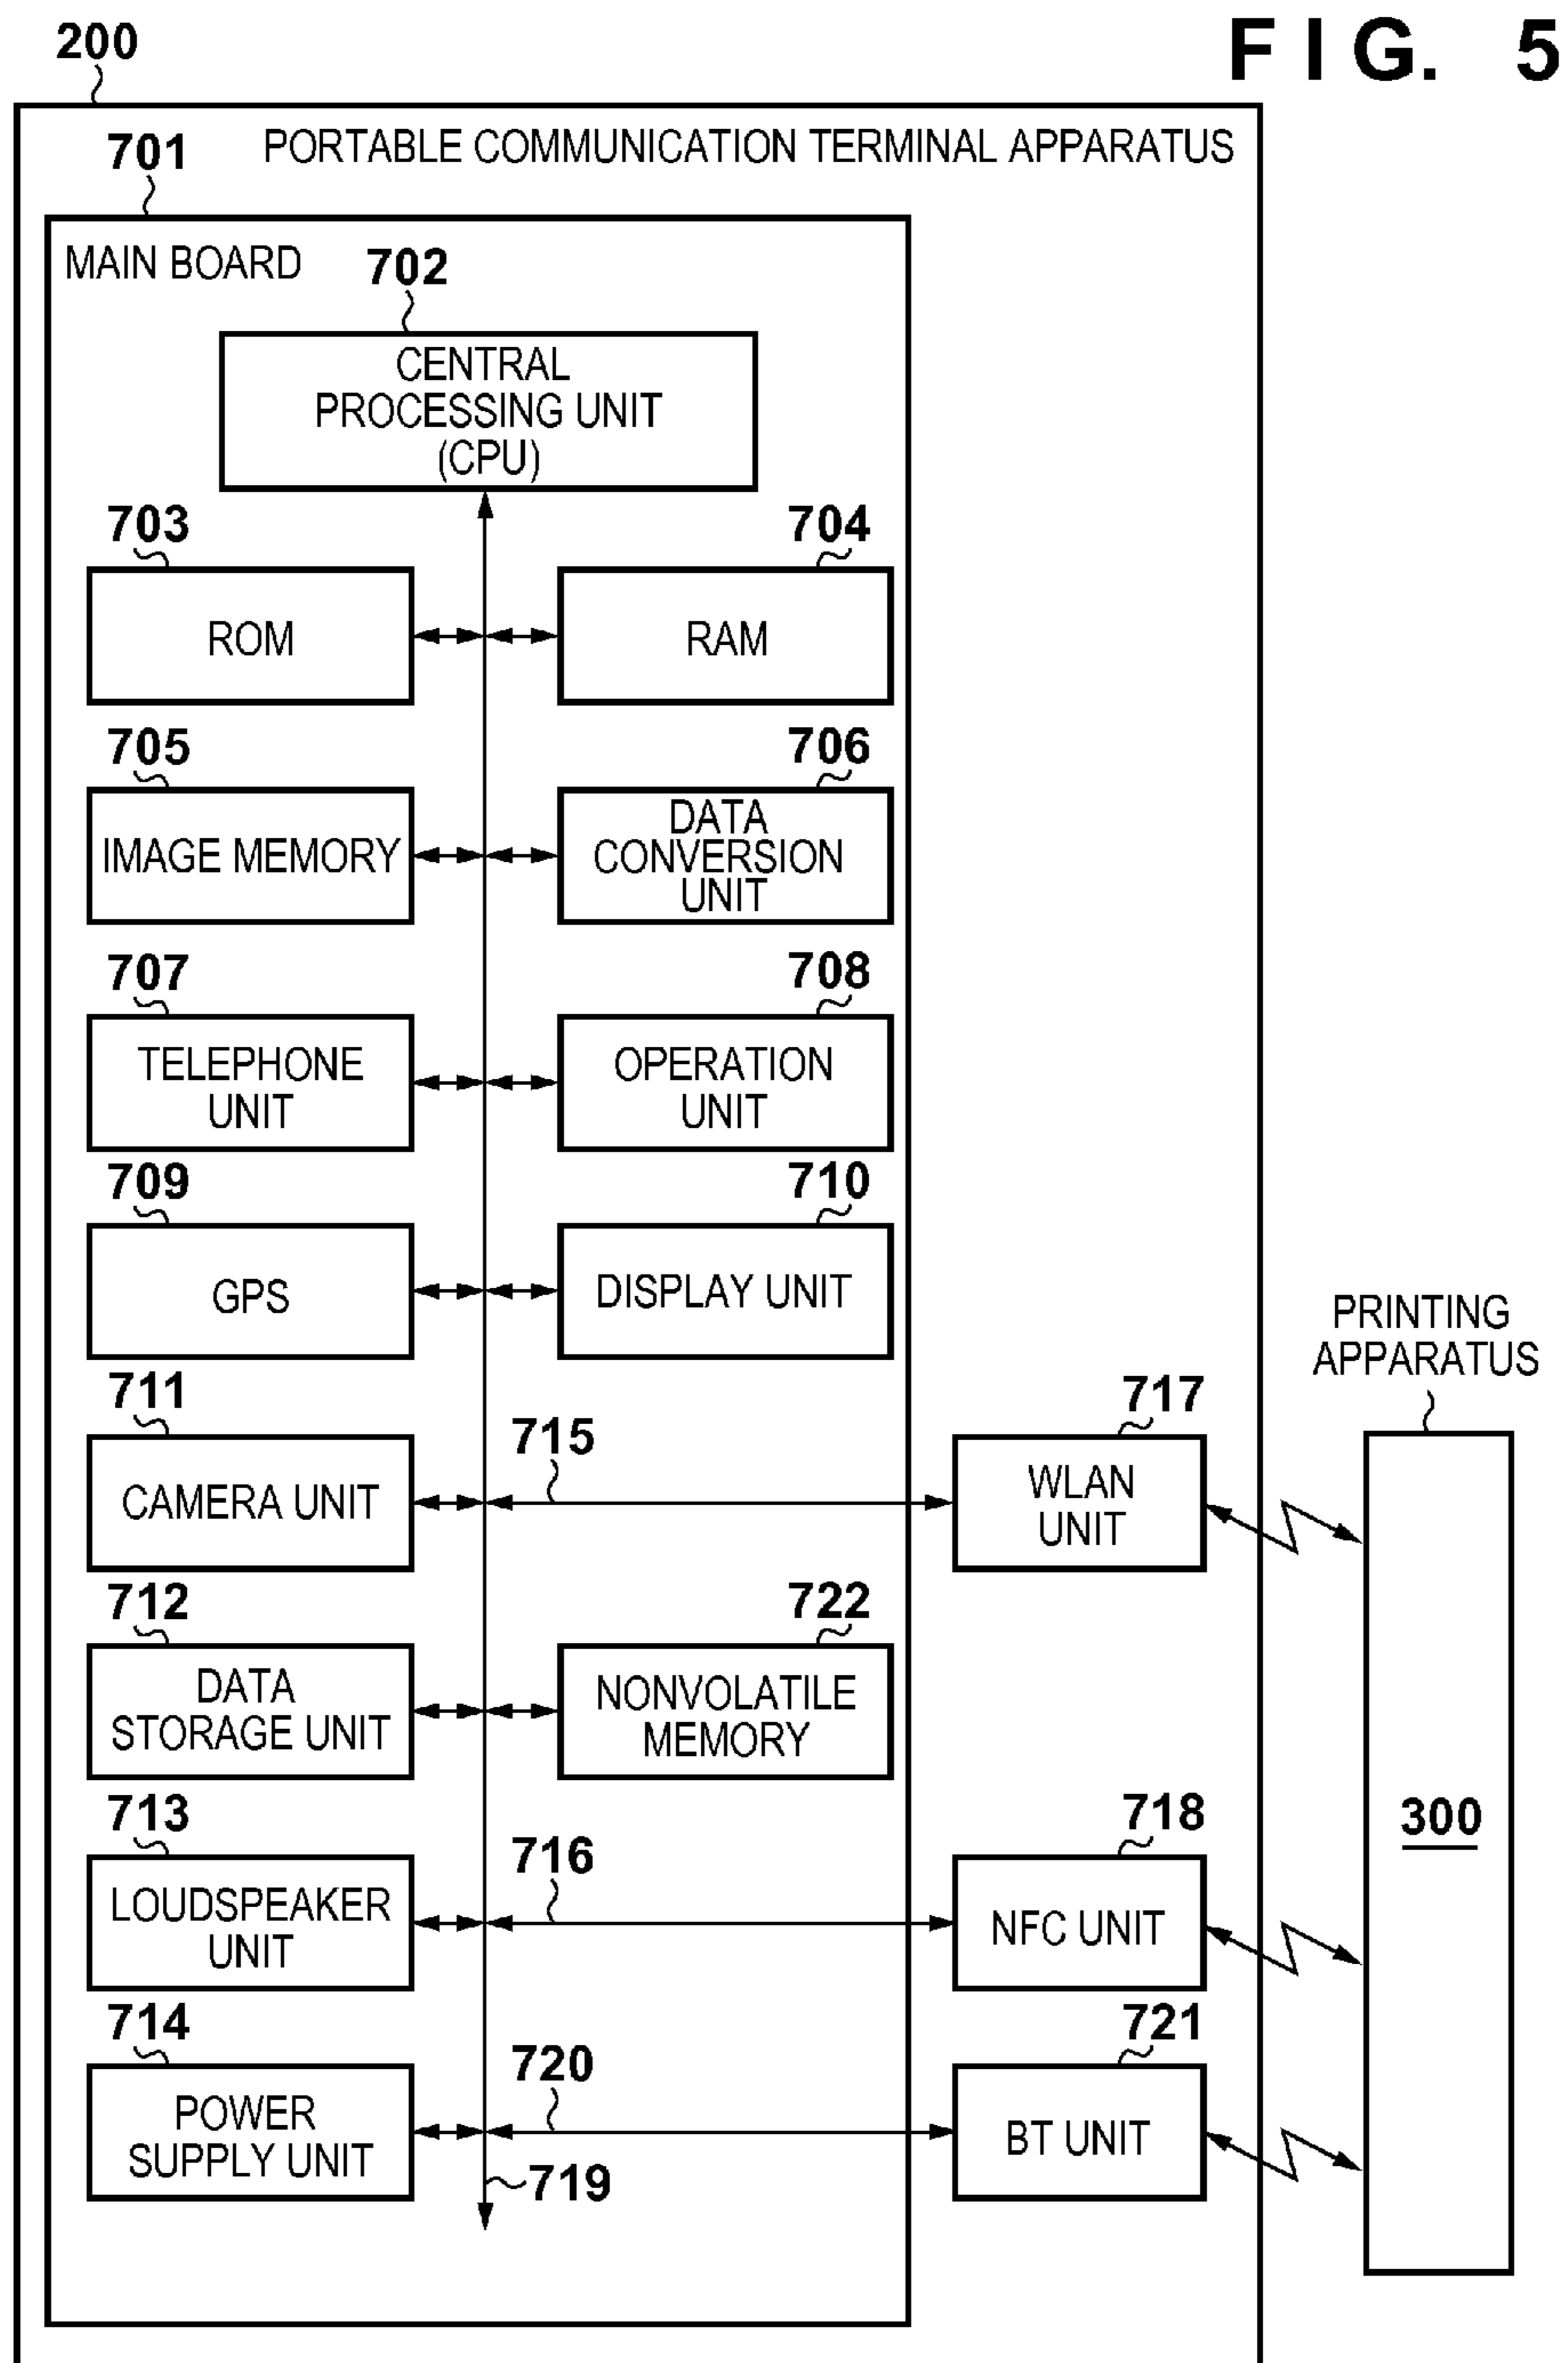 FIG. 5
200
PORTABLE COMMUNICATION TERMINAL APPARATUS
701
MAIN BOARD
702
CENTRAL
PROCESSING UNIT
(CPU)
703
ROM
704
RAM
705
IMAGE MEMORY
706
DATA
CONVERSION
UNIT
707
TELEPHONE
UNIT
708
OPERATION
UNIT
709
GPS
710
DISPLAY UNIT
PRINTING
APPARATUS
711
CAMERA UNIT
715
717
WLAN
UNIT
712
DATA
STORAGE UNIT
722
NONVOLATILE
MEMORY
300
713
LOUDSPEAKER
UNIT
716
718
NFC UNIT
714
POWER
SUPPLY UNIT
720
721
BT UNIT
719